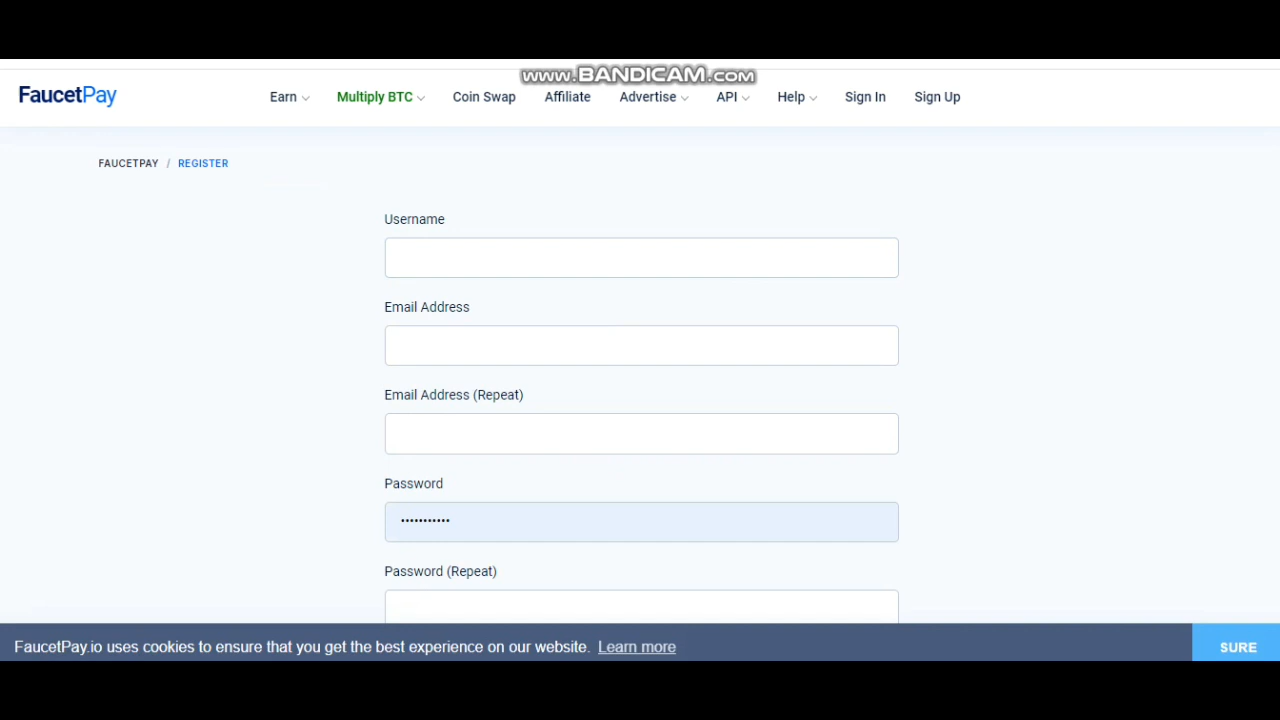 www.BANDICAM.com
FaucetPay Earn Multiply BTC Coin Swap Affiliate Advertise API Help Sign In Sign Up
FAUCETPAY / REGISTER
Username
Email Address
Email Address (Repeat)
Password
•••••••••••
Password (Repeat)
FaucetPay.io uses cookies to ensure that you get the best experience on our website. Learn more SURE